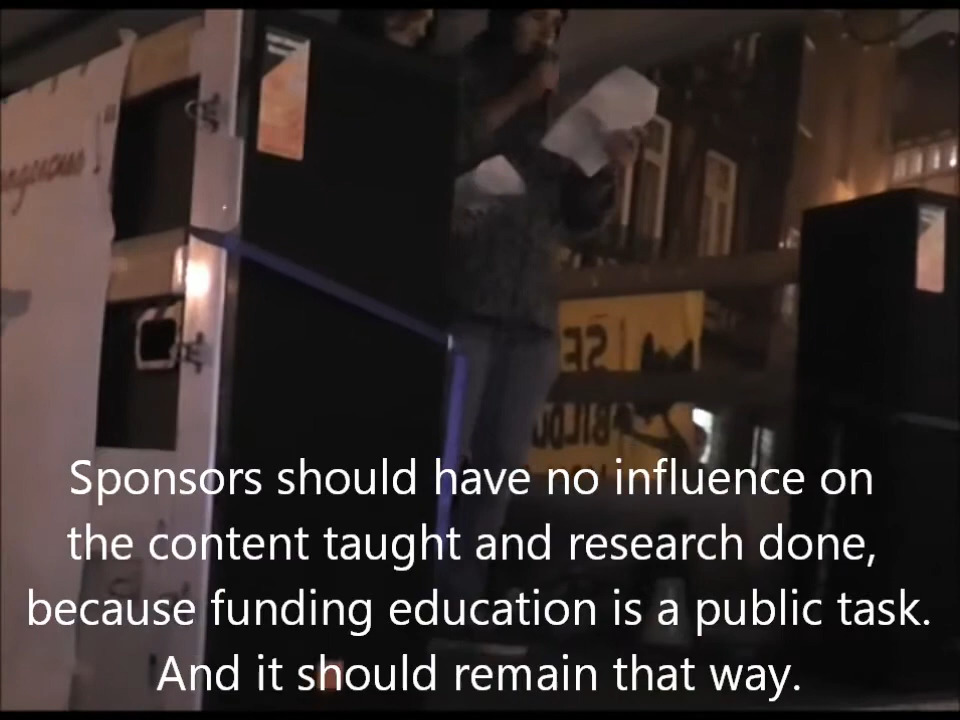 Sponsors should have no influence on
the content taught and research done,
because funding education is a public task.
And it should remain that way.